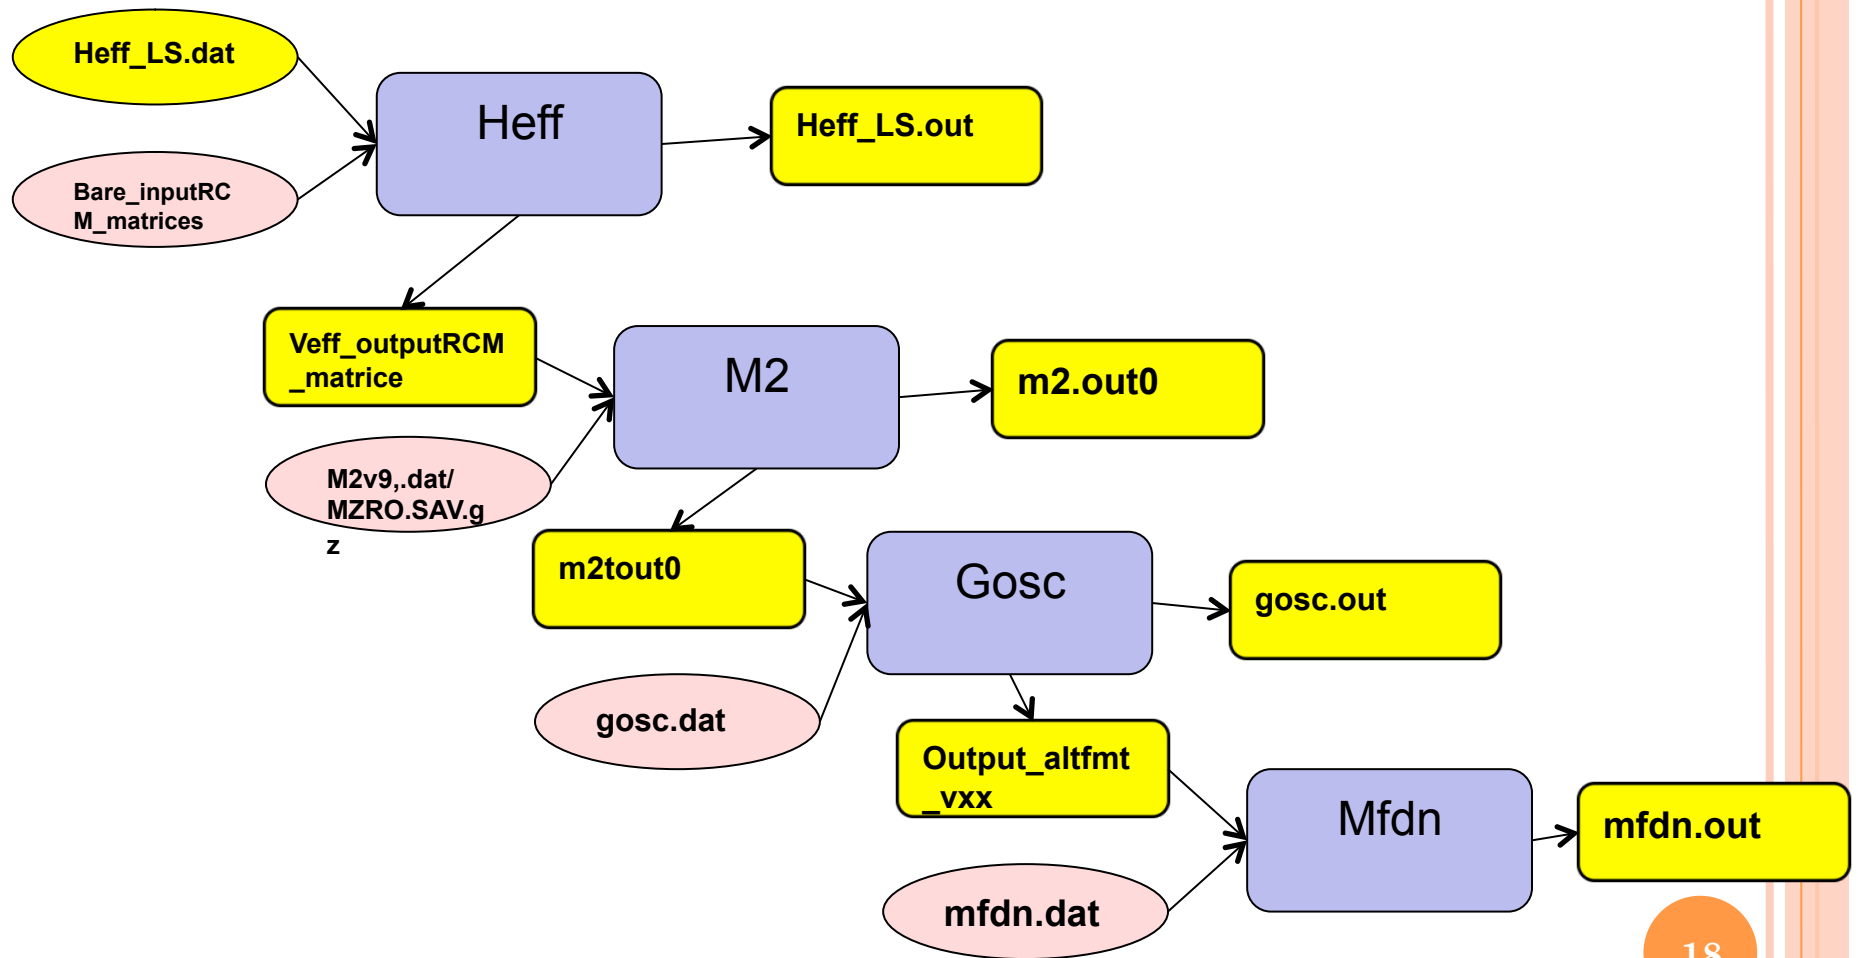 Heff_LS.dat
Heff
Heff_LS.out
Bare_inputRC
M_matrices
Veff_outputRCM
_matrice
M2
m2.out0
M2v9,.dat/
MZRO.SAV.g
z
m2tout0
Gosc
gosc.out
gosc.dat
Output_altfmt
_vxx
Mfdn
mfdn.out
mfdn.dat
18